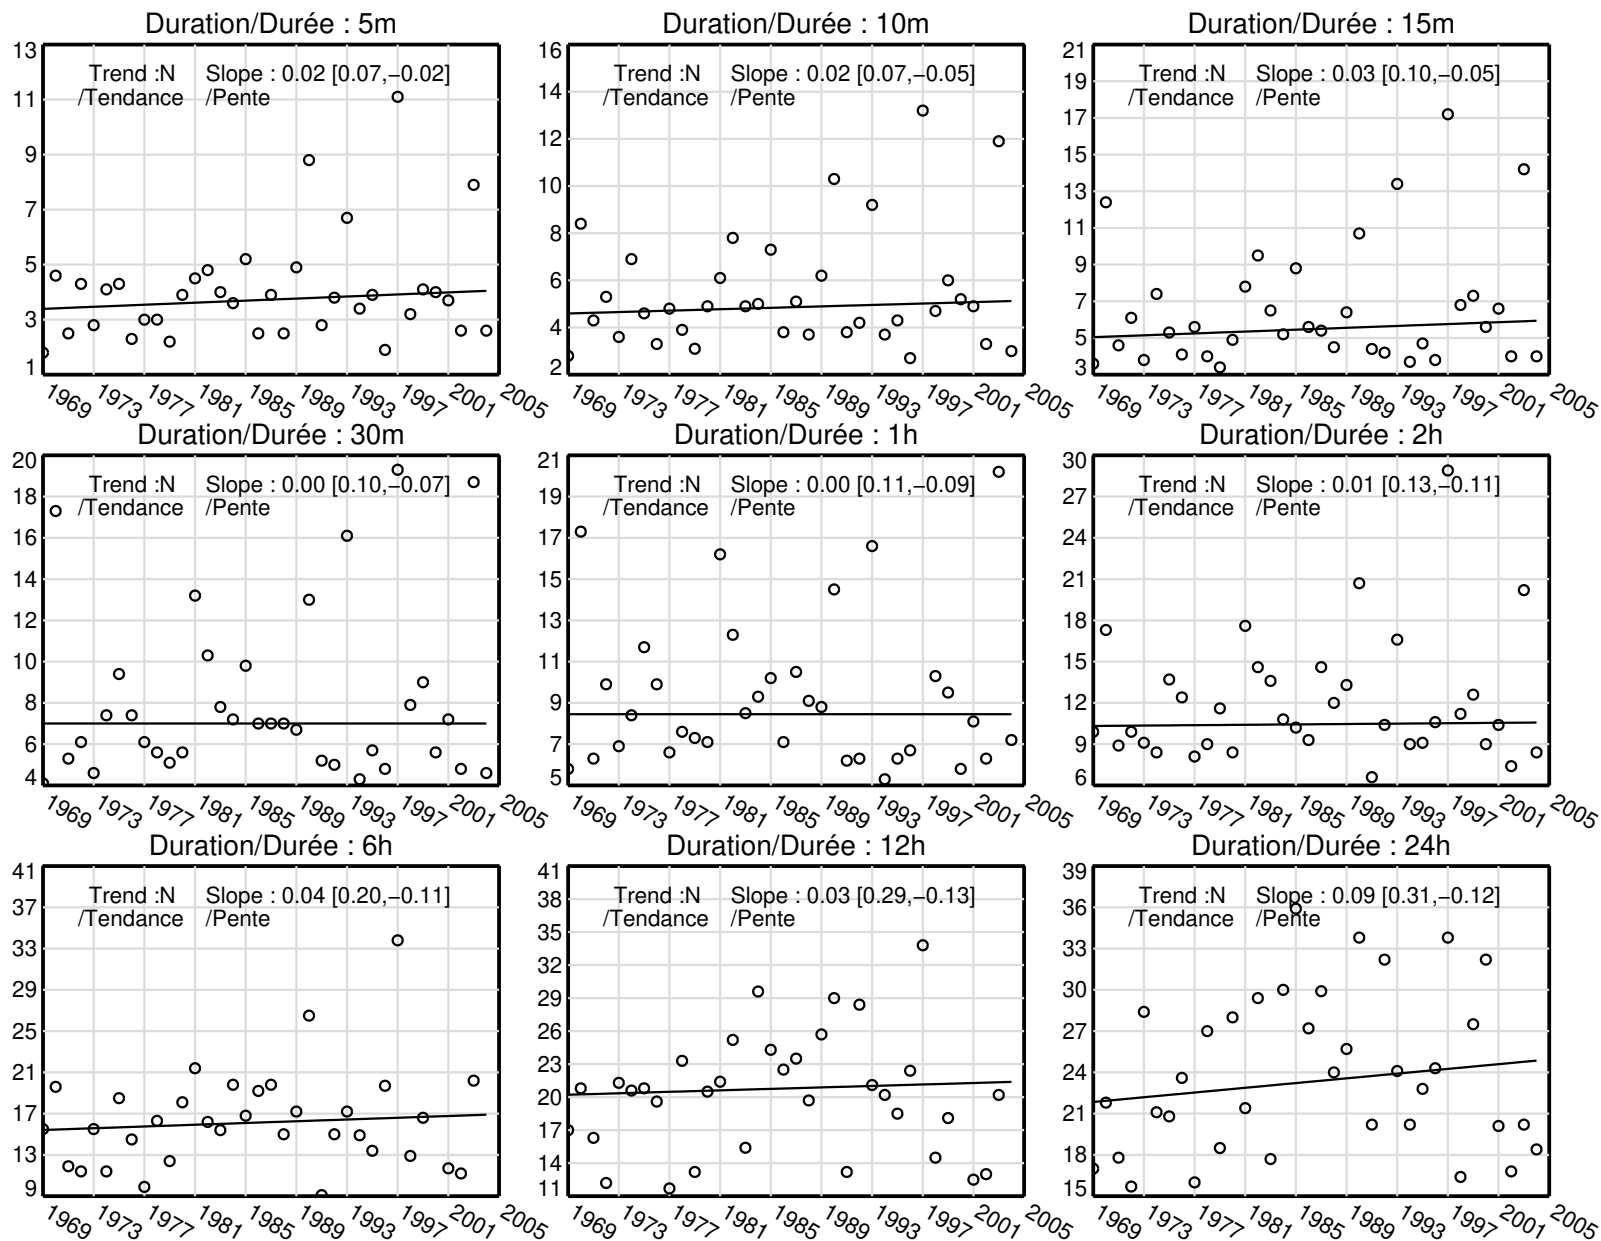 Duration/Durée : 5m
Trend :N Slope : 0.02 [0.07,−0.02]
/Tendance /Pente
13
11
9
7
5
3
1
1969 1973 1977 1981 1985 1989 1993 1997 2001 2005
Duration/Durée : 10m
Trend :N Slope : 0.02 [0.07,−0.05]
/Tendance /Pente
16
14
12
10
8
6
4
2
1969 1973 1977 1981 1985 1989 1993 1997 2001 2005
Duration/Durée : 15m
Trend :N Slope : 0.03 [0.10,−0.05]
/Tendance /Pente
21
19
17
15
13
11
9
7
5
3
1969 1973 1977 1981 1985 1989 1993 1997 2001 2005
Duration/Durée : 30m
Trend :N Slope : 0.00 [0.10,−0.07]
/Tendance /Pente
20
18
16
14
12
10
8
6
4
1969 1973 1977 1981 1985 1989 1993 1997 2001 2005
Duration/Durée : 1h
Trend :N Slope : 0.00 [0.11,−0.09]
/Tendance /Pente
21
19
17
15
13
11
9
7
5
1969 1973 1977 1981 1985 1989 1993 1997 2001 2005
Duration/Durée : 2h
Trend :N Slope : 0.01 [0.13,−0.11]
/Tendance /Pente
30
27
24
21
18
15
12
9
6
1969 1973 1977 1981 1985 1989 1993 1997 2001 2005
Duration/Durée : 6h
Trend :N Slope : 0.04 [0.20,−0.11]
/Tendance /Pente
41
37
33
29
25
21
17
13
9
1969 1973 1977 1981 1985 1989 1993 1997 2001 2005
Duration/Durée : 12h
Trend :N Slope : 0.03 [0.29,−0.13]
/Tendance /Pente
41
38
35
32
29
26
23
20
17
14
11
1969 1973 1977 1981 1985 1989 1993 1997 2001 2005
Duration/Durée : 24h
Trend :N Slope : 0.09 [0.31,−0.12]
/Tendance /Pente
39
36
33
30
27
24
21
18
15
1969 1973 1977 1981 1985 1989 1993 1997 2001 2005